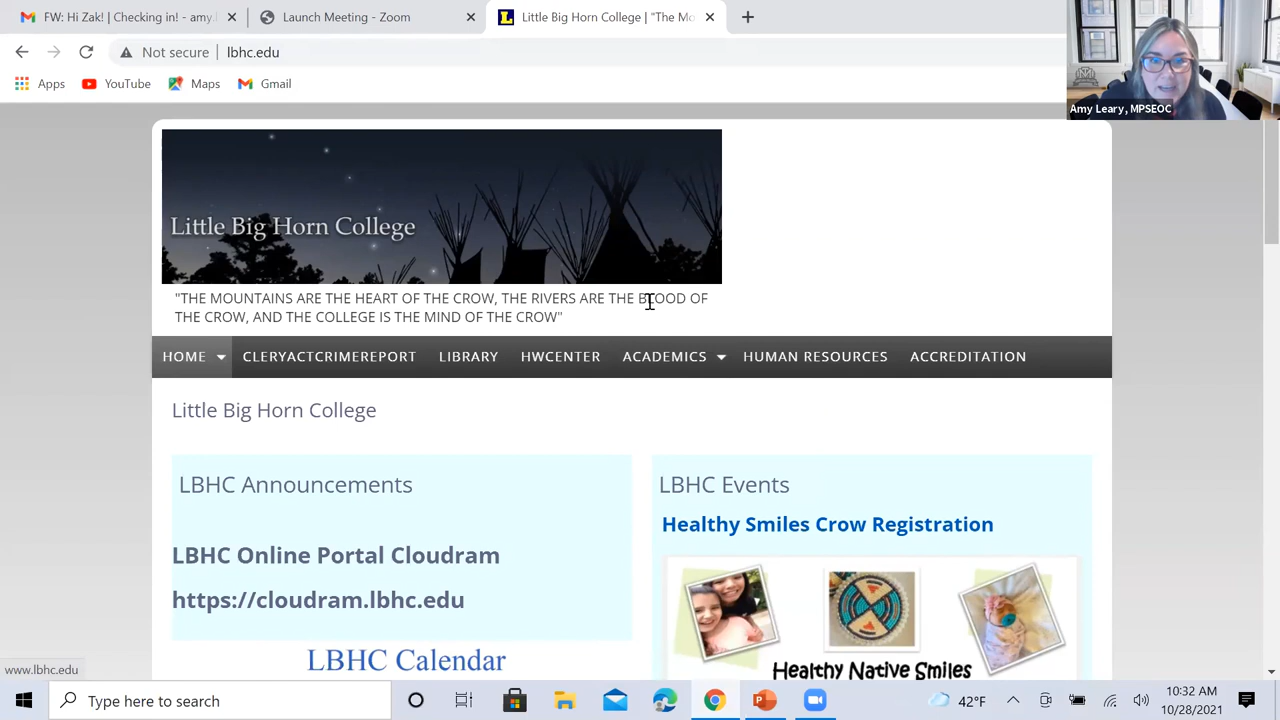 FW: Hi Zak! | Checking in! - amy.l
Launch Meeting - Zoom
Little Big Horn College | "The Mo
Not secure
lbhc.edu
Apps
YouTube
Maps
Gmail
Amy Leary, MPSEOC
Little Big Horn College
"THE MOUNTAINS ARE THE HEART OF THE CROW, THE RIVERS ARE THE BLOOD OF
THE CROW, AND THE COLLEGE IS THE MIND OF THE CROW"
HOME CLERYACTCRIMEREPORT LIBRARY HWCENTER ACADEMICS HUMAN RESOURCES ACCREDITATION
Little Big Horn College
LBHC Announcements
LBHC Online Portal Cloudram
https://cloudram.lbhc.edu
LBHC Calendar
LBHC Events
Healthy Smiles Crow Registration
Healthy Native Smiles
www.lbhc.edu
Type here to search
42°F
10:32 AM
10/28/2021